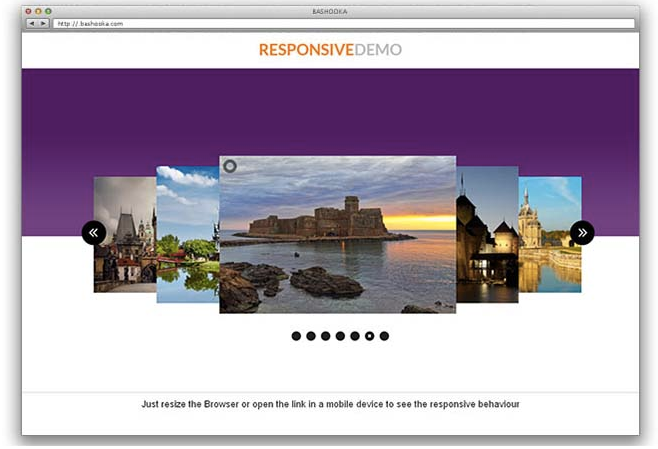 BASHOOKA
http:// bashooka.com
RESPONSIVEDEMO
Just resize the Browser or open the link in a mobile device to see the responsive behaviour